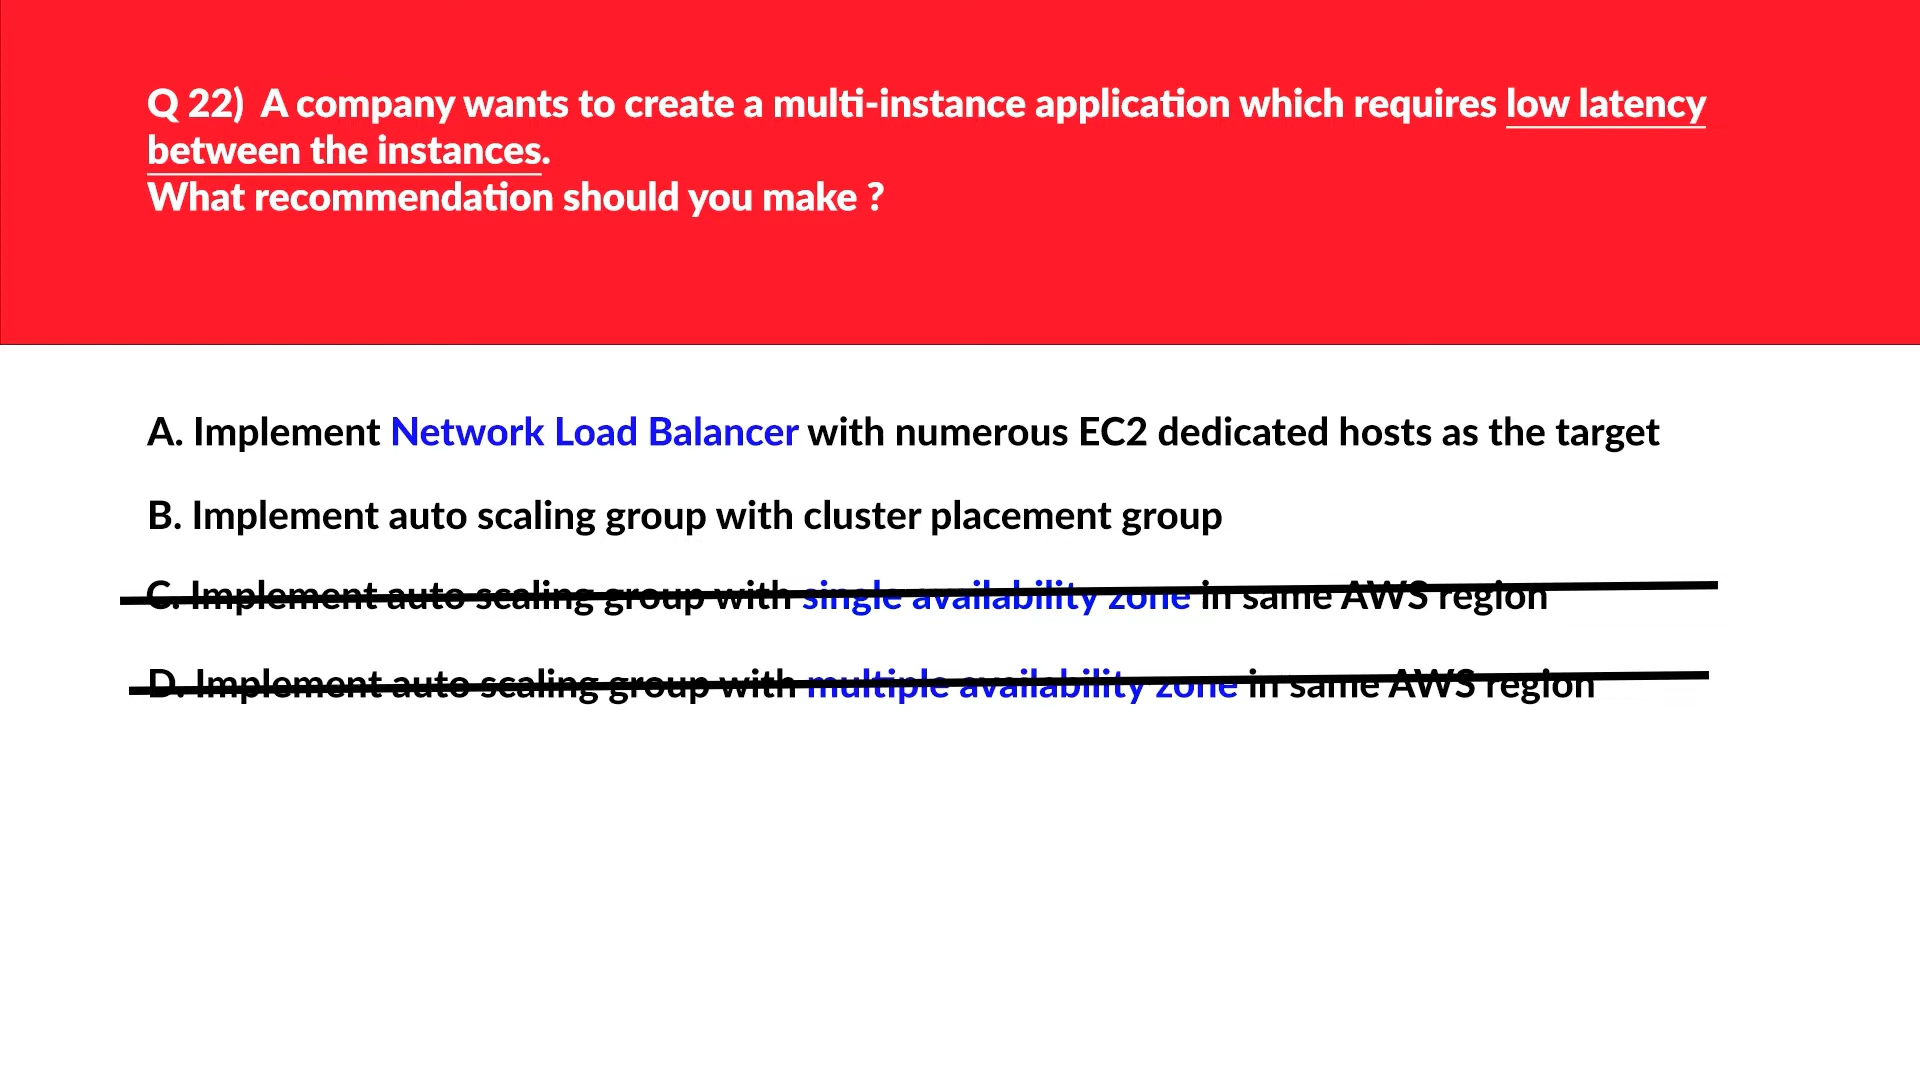 Q 22) A company wants to create a multi-instance application which requires low latency
between the instances.
What recommendation should you make ?
A. Implement Network Load Balancer with numerous EC2 dedicated hosts as the target
B. Implement auto scaling group with cluster placement group
C. Implement auto scaling group with single availability zone in same AWS region
D. Implement auto scaling group with multiple availability zone in same AWS region